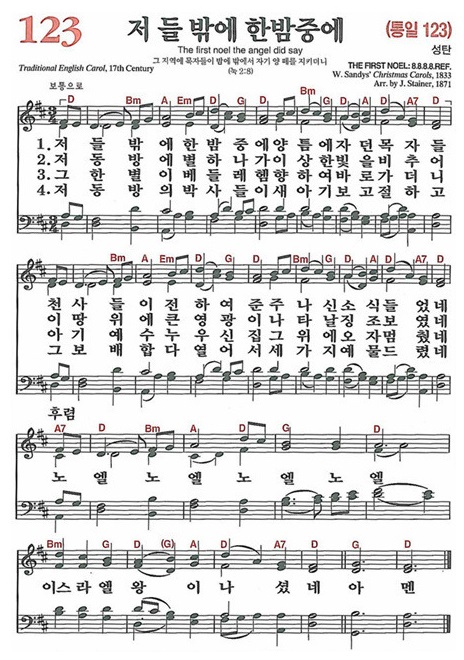 123
저 들 밖에 한밤중에
(통일 123)
The first noel the angel did say
성탄
그 지역에 목자들이 밤에 밖에서 자기 양 떼를 지키더니
(눅 2:8)
Traditional English Carol, 17th Century
THE FIRST NOEL: 8.8.8.8.REF.
W. Sandys' Christmas Carols, 1833
Arr. by J. Stainer, 1871
보통으로
1. 저 들 밖 에 한 밤 중 에 양 틈 에 자 던 목 자 들
2. 저 동 방 에 별 하 나 가 이 상 한 빛 을 비 추 어
3. 그 한 별 이 베 들 레 헴 향 하 여 바 로 가 더 니
4. 저 동 방 의 박 사 들 이 새 아 기 보 고 절 하 고
천 사 들 이 전 하 여 준 주 나 신 소 식 들 었 네
이 땅 위 에 큰 영 광 이 나 타 날 징 조 보 였 네
아 기 예 수 누 우 신 집 그 위 에 오 자 멈 췄 네
그 보 배 합 다 열 어 서 세 가 지 예 물 드 렸 네
후렴
노 엘 노 엘 노 엘 노 엘
이 스 라 엘 왕 이 나 셨 네 아 멘